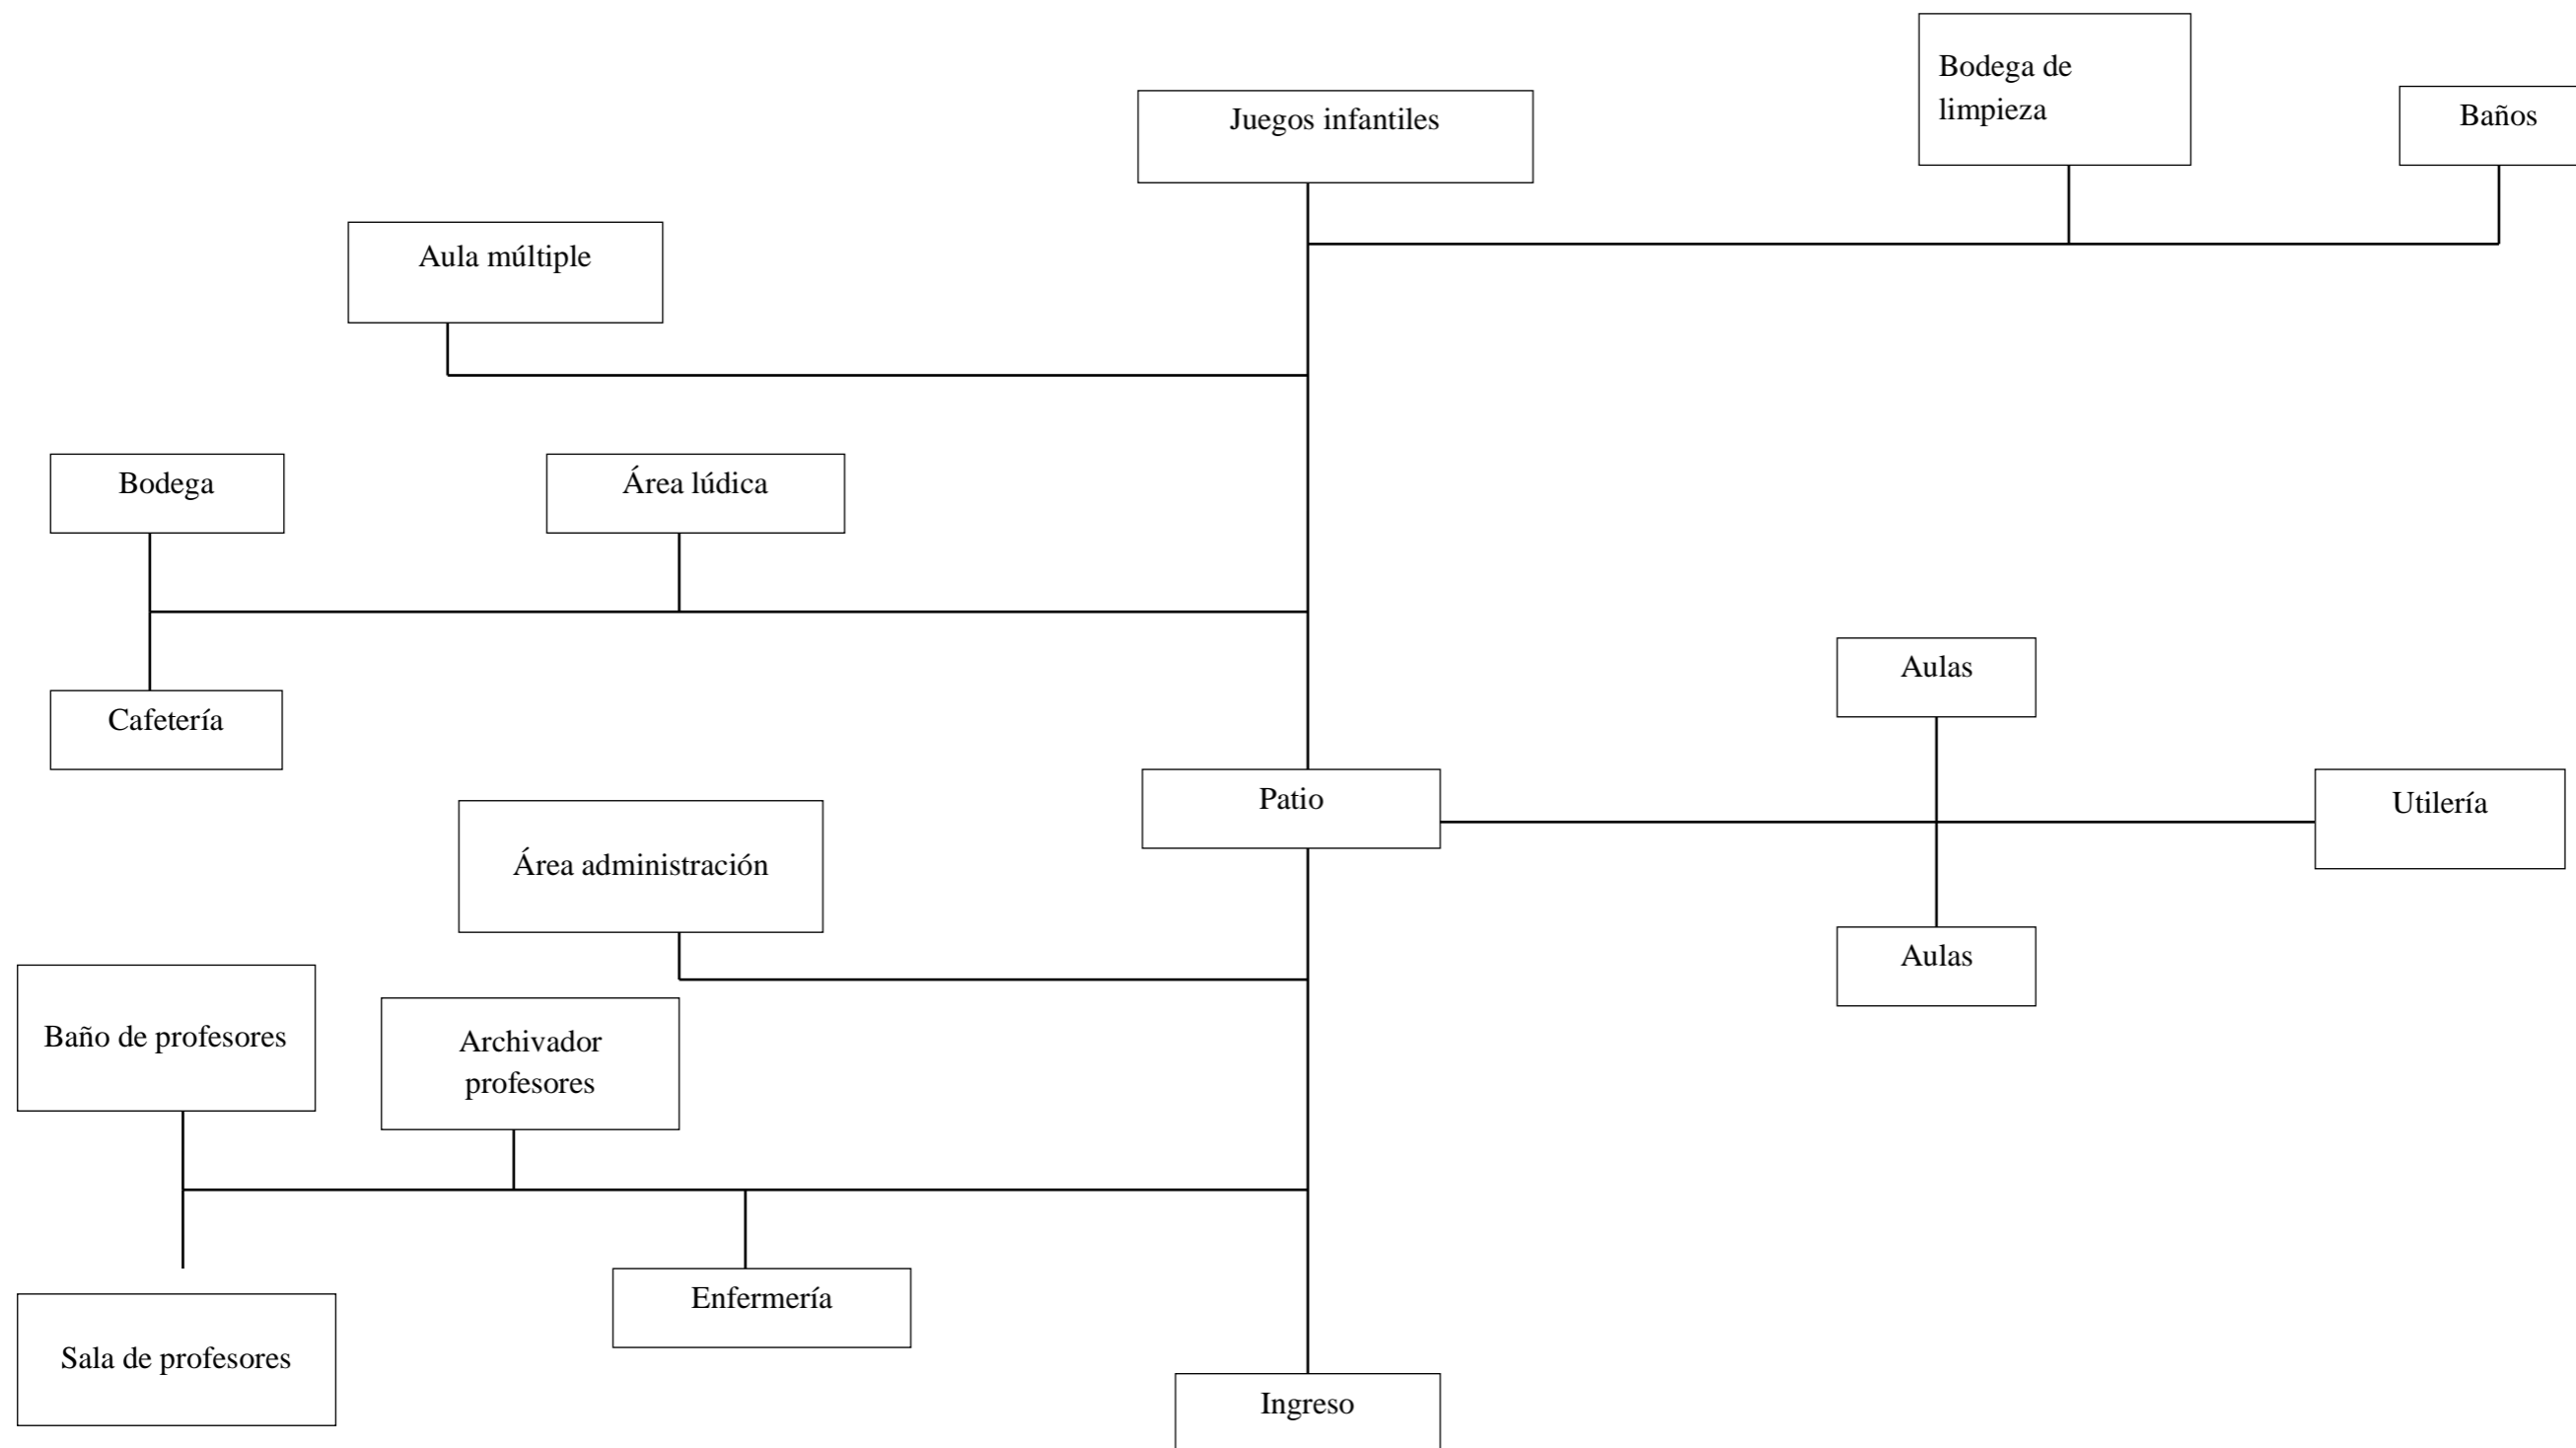 Bodega de
limpieza
Juegos infantiles
Baños
Aula múltiple
Bodega
Área lúdica
Aulas
Cafetería
Patio
Utilería
Área administración
Aulas
Baño de profesores
Archivador
profesores
Enfermería
Sala de profesores
Ingreso